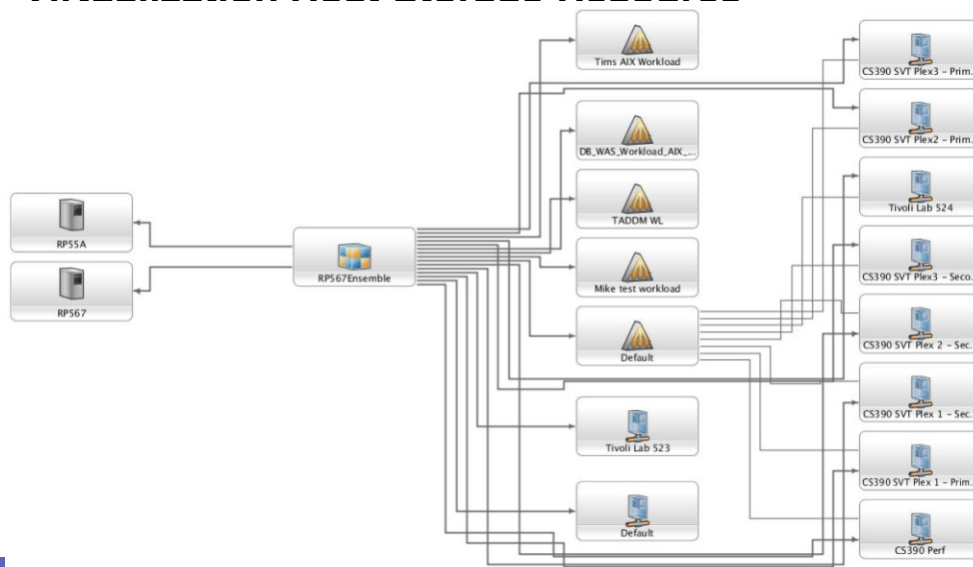 Tims AIX Workload
CS390 SVT Plex3 - Prim.
DB_WAS_Workload_AIX_...
CS390 SVT Plex2 - Prim.
TADDM WL
Tivoli Lab 524
RP55A
RP567Ensemble
Mike test workload
CS390 SVT Plex3 - Seco.
RP567
Default
CS390 SVT Plex 2 - Sec.
CS390 SVT Plex 1 - Sec.
Tivoli Lab 523
CS390 SVT Plex 1 - Prim.
Default
CS390 Perf